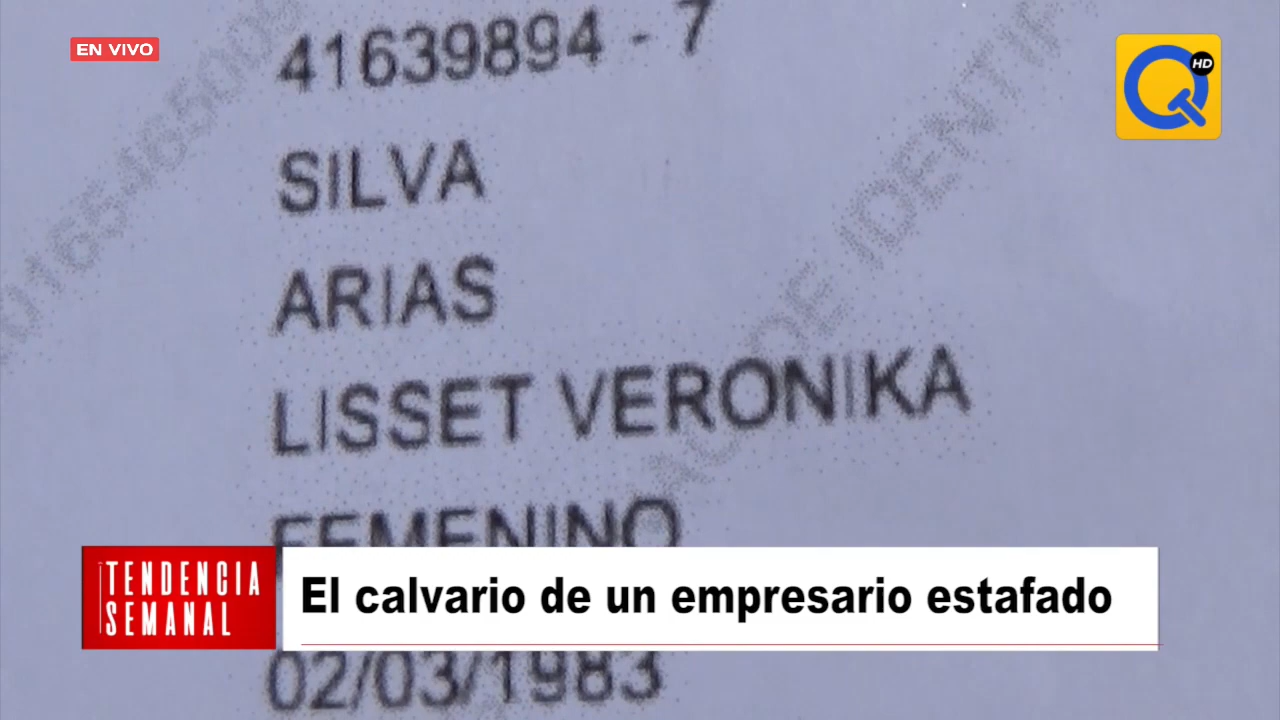 EN VIVO
HD
41639894 - 7
SILVA
ARIAS
LISSET VERONIKA
FEMENINO
TENDENCIA
SEMANAL
El calvario de un empresario estafado
02/03/1983